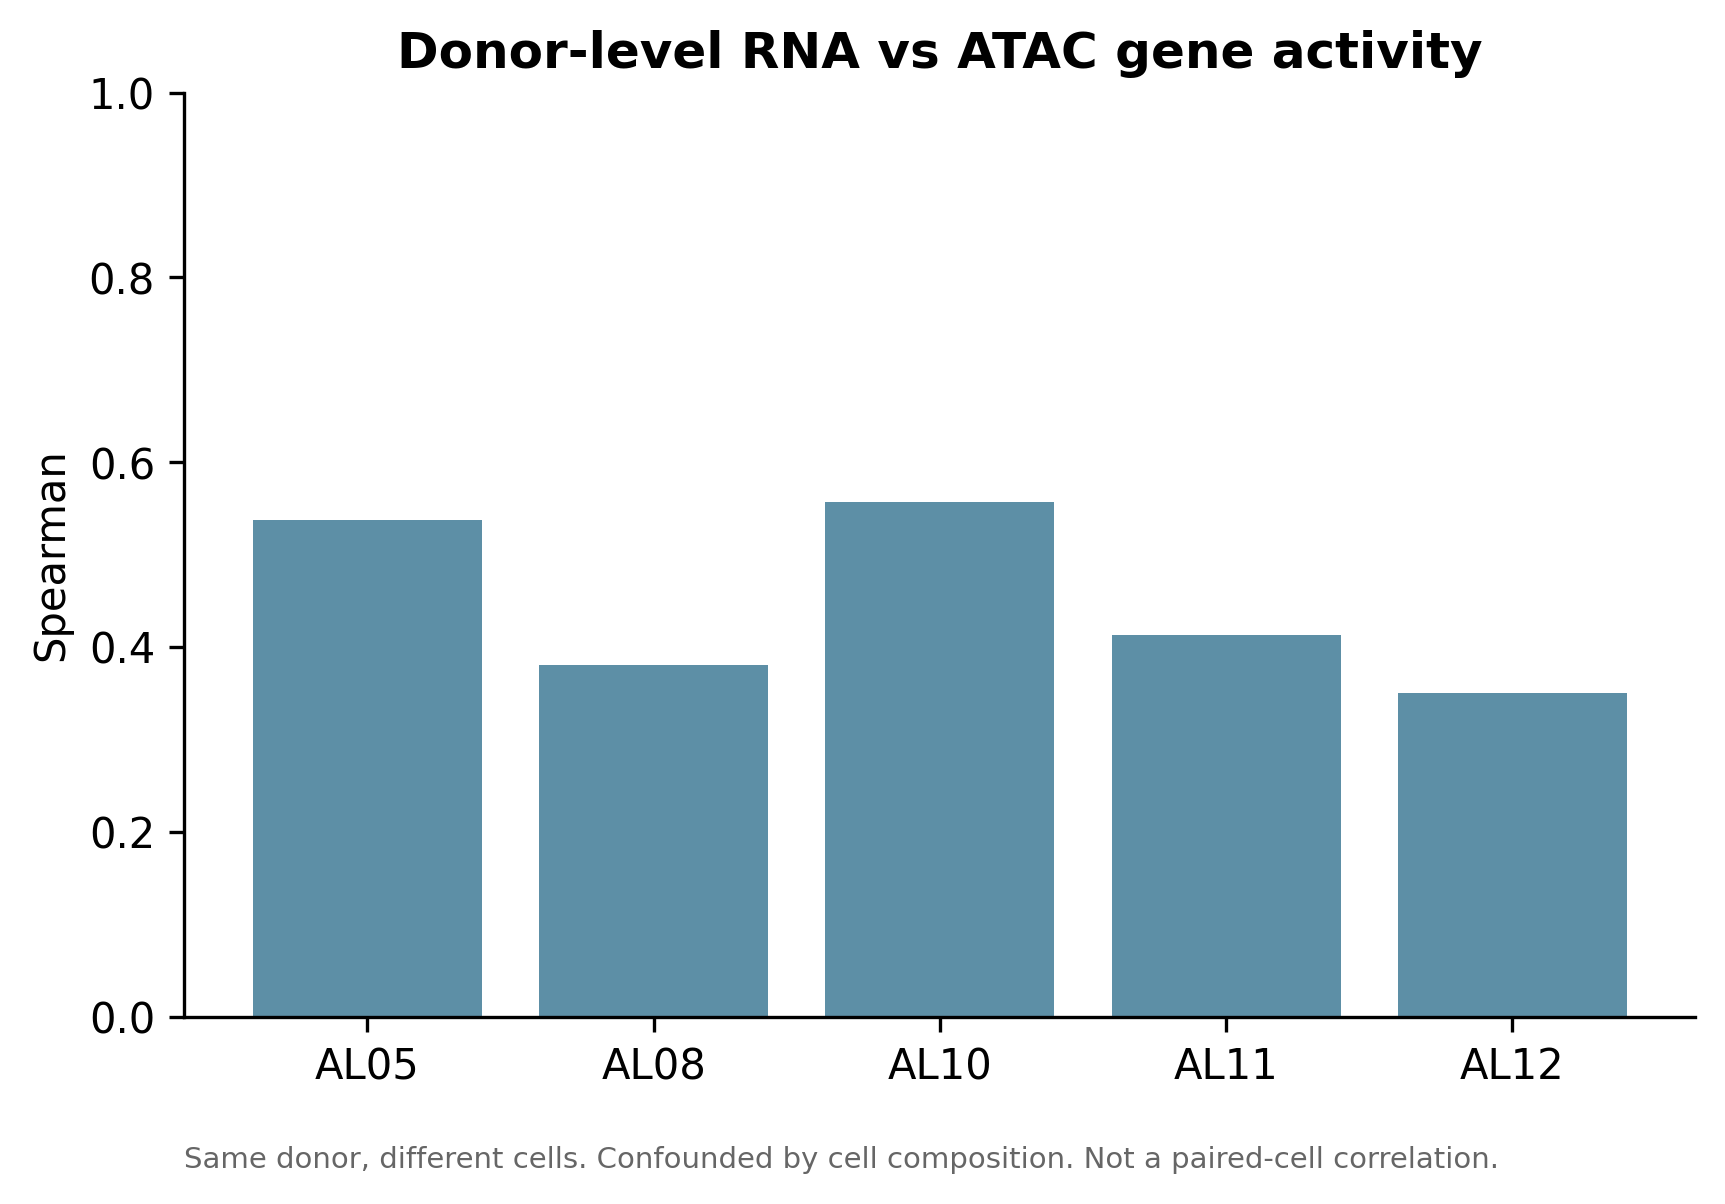 Donor-level RNA vs ATAC gene activity
1.0
0.8
0.6
0.4
0.2
0.0
Spearman
AL05 AL08 AL10 AL11 AL12
Same donor, different cells. Confounded by cell composition. Not a paired-cell correlation.